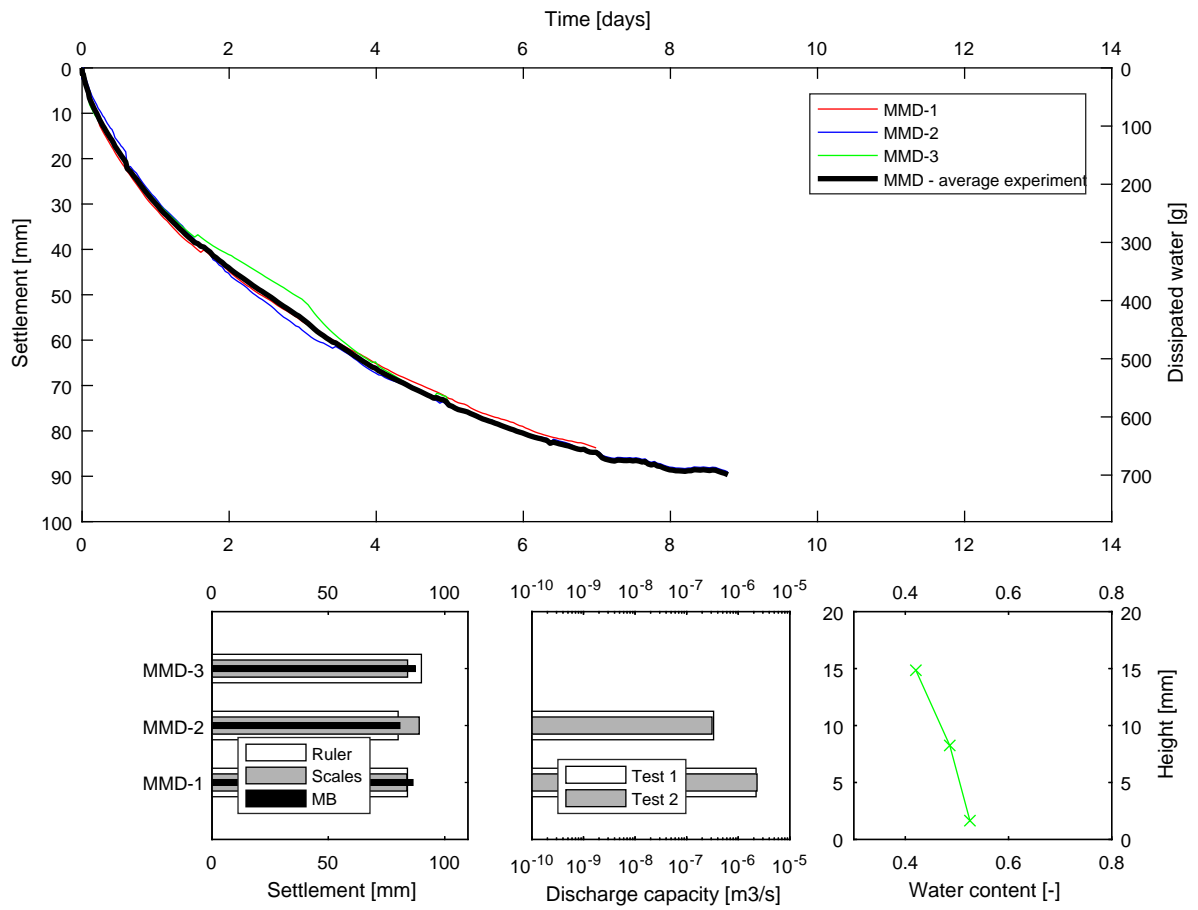 Time [days]
0 2 4 6 8 10 12 14
0 0
10
100
20
200
30
40 300
50
400
60
500
70
600
80
90 700
100
0 2 4 6 8 10 12 14
Settlement [mm]
Dissipated water [g]
MMD-1
MMD-2
MMD-3
MMD - average experiment
0 50 100
MMD-3
MMD-2
MMD-1
Ruler
Scales
MB
0 50 100
Settlement [mm]
10-10 10-9 10-8 10-7 10-6 10-5
Test 1
Test 2
10-10 10-9 10-8 10-7 10-6 10-5
Discharge capacity [m3/s]
0.4 0.6 0.8
20 20
15 15
10 10
5 5
0 0
0.4 0.6 0.8
Water content [-]
Height [mm]